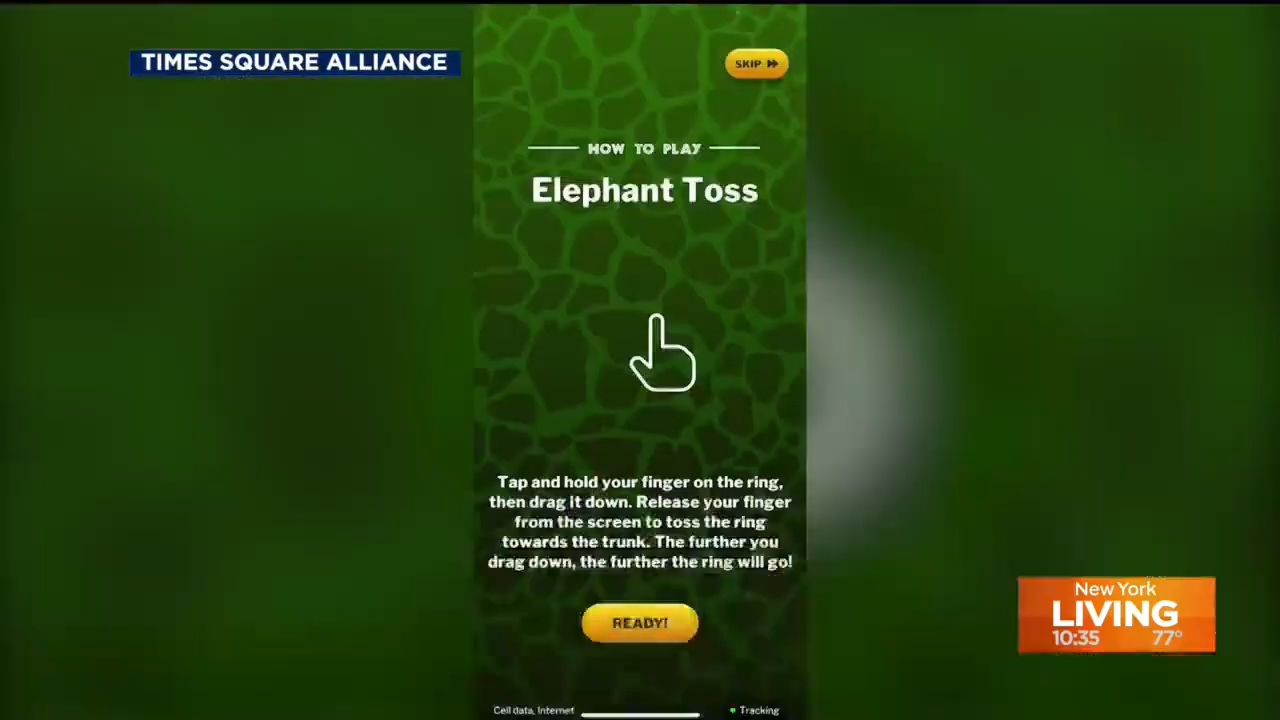 TIMES SQUARE ALLIANCE
SKIP
HOW TO PLAY
Elephant Toss
Tap and hold your finger on the ring,
then drag it down. Release your finger
from the screen to toss the ring
towards the trunk. The further you
drag down, the further the ring will go!
READY!
New York
LIVING
10:35 77°
Cell data, Internet
Tracking